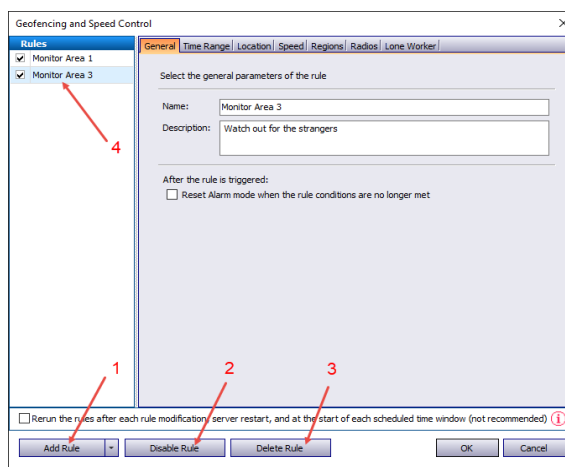 Geofencing and Speed Control
Rules
Monitor Area 1
Monitor Area 3
General Time Range Location Speed Regions Radios Lone Worker
Select the general parameters of the rule
Name: Monitor Area 3
Description: Watch out for the strangers
After the rule is triggered:
Reset Alarm mode when the rule conditions are no longer met
4
1 2 3
Rerun the rules after each rule modification, server restart, and at the start of each scheduled time window (not recommended) i
Add Rule Disable Rule Delete Rule OK Cancel